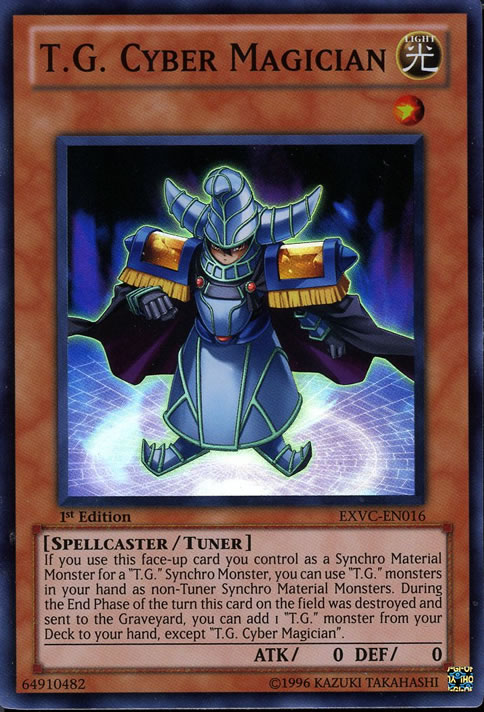 T.G. Cyber Magician
LIGHT
光
1st Edition
EXVC-EN016
[Spellcaster / Tuner]
If you use this face-up card you control as a Synchro Material
Monster for a "T.G." Synchro Monster, you can use "T.G." monsters
in your hand as non-Tuner Synchro Material Monsters. During
the End Phase of the turn this card on the field was destroyed and
sent to the Graveyard, you can add 1 "T.G." monster from your
Deck to your hand, except "T.G. Cyber Magician".
ATK/ 0 DEF/ 0
64910482
©1996 KAZUKI TAKAHASHI